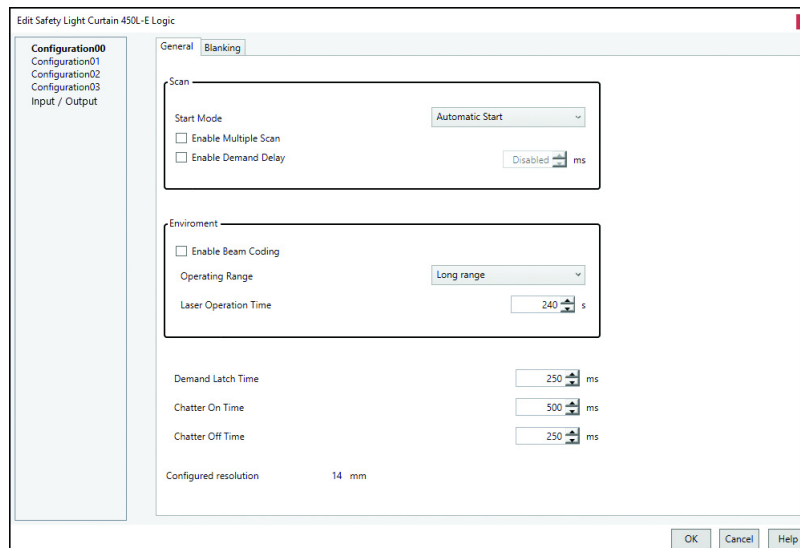 Edit Safety Light Curtain 450L-E Logic
Configuration00
Configuration01
Configuration02
Configuration03
Input / Output
General Blanking
Scan
Start Mode Automatic Start
Enable Multiple Scan
Enable Demand Delay Disabled ms
Enviroment
Enable Beam Coding
Operating Range Long range
Laser Operation Time 240 s
Demand Latch Time 250 ms
Chatter On Time 500 ms
Chatter Off Time 250 ms
Configured resolution 14 mm
OK Cancel Help